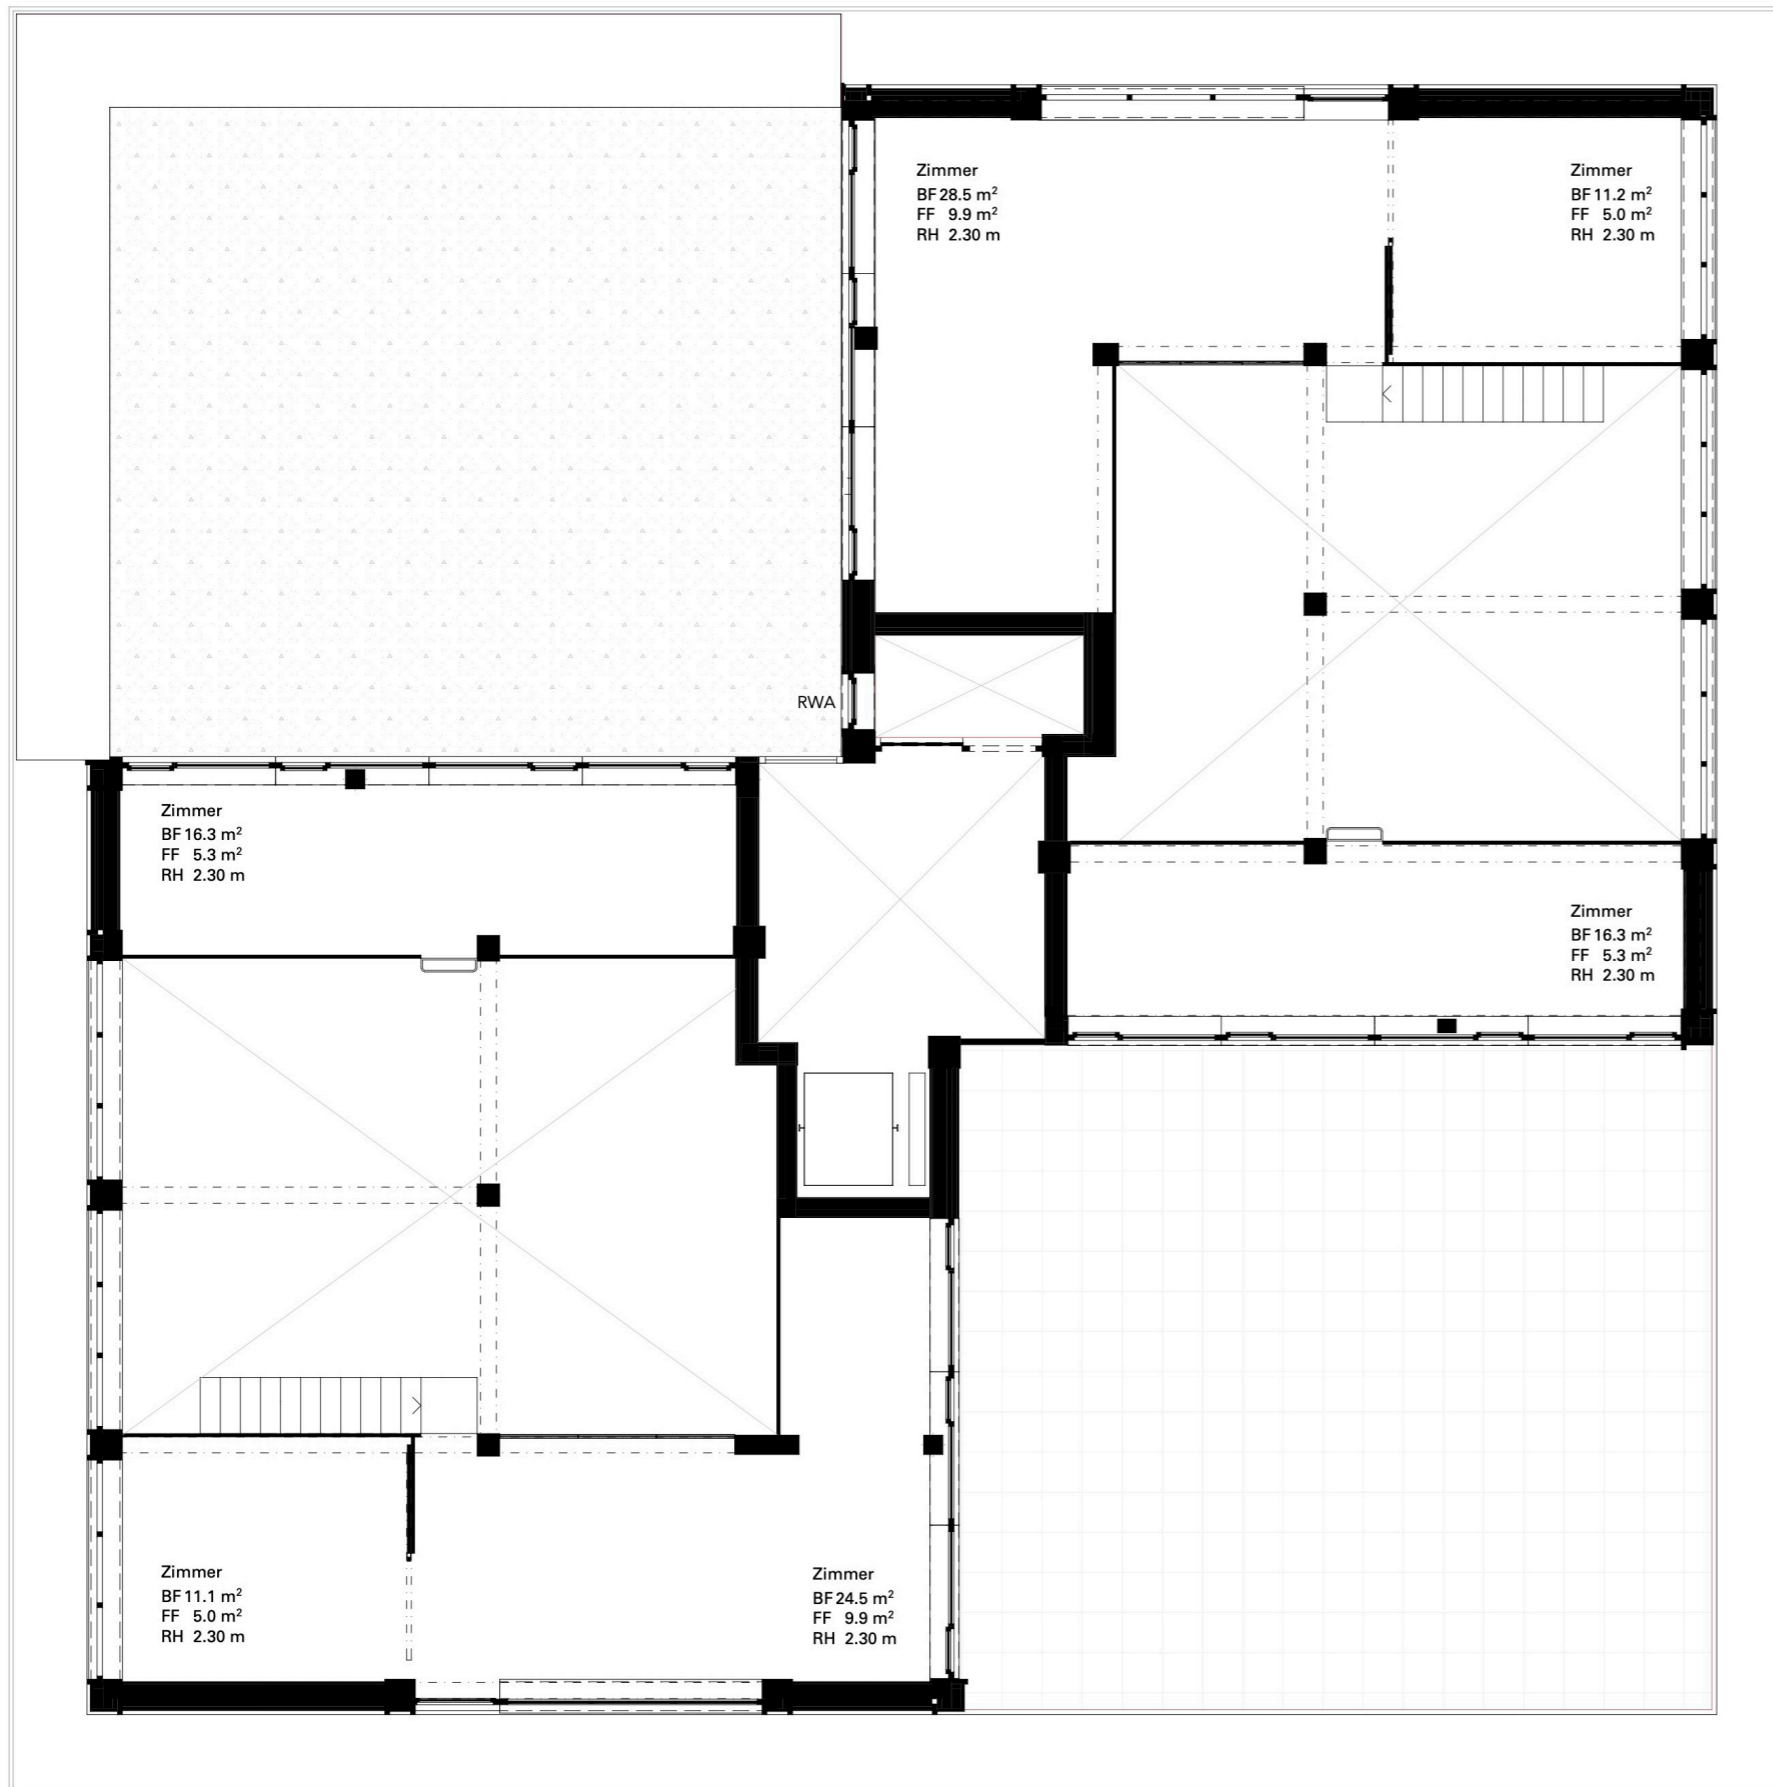 Zimmer
BF 28.5 m²
FF 9.9 m²
RH 2.30 m
Zimmer
BF 11.2 m²
FF 5.0 m²
RH 2.30 m
RWA
Zimmer
BF 16.3 m²
FF 5.3 m²
RH 2.30 m
Zimmer
BF 16.3 m²
FF 5.3 m²
RH 2.30 m
Zimmer
BF 11.1 m²
FF 5.0 m²
RH 2.30 m
Zimmer
BF 24.5 m²
FF 9.9 m²
RH 2.30 m